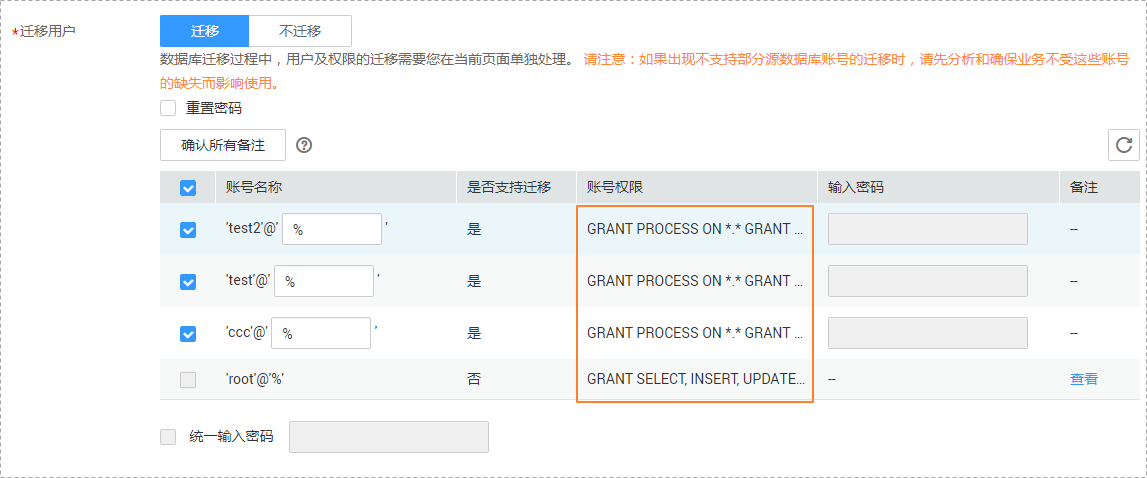 *迁移用户 迁移 不迁移
数据库迁移过程中，用户及权限的迁移需要您在当前页面单独处理。 请注意：如果出现不支持部分源数据库账号的迁移时，请先分析和确保业务不受这些账号
的缺失而影响使用。
重置密码
确认所有备注 ?
账号名称 是否支持迁移 账号权限 输入密码 备注
'test2'@' % ' 是 GRANT PROCESS ON *.* GRANT ... --
'test'@' % ' 是 GRANT PROCESS ON *.* GRANT ... --
'ccc'@' % ' 是 GRANT PROCESS ON *.* GRANT ... --
'root'@'%' 否 GRANT SELECT, INSERT, UPDATE... -- 查看
统一输入密码